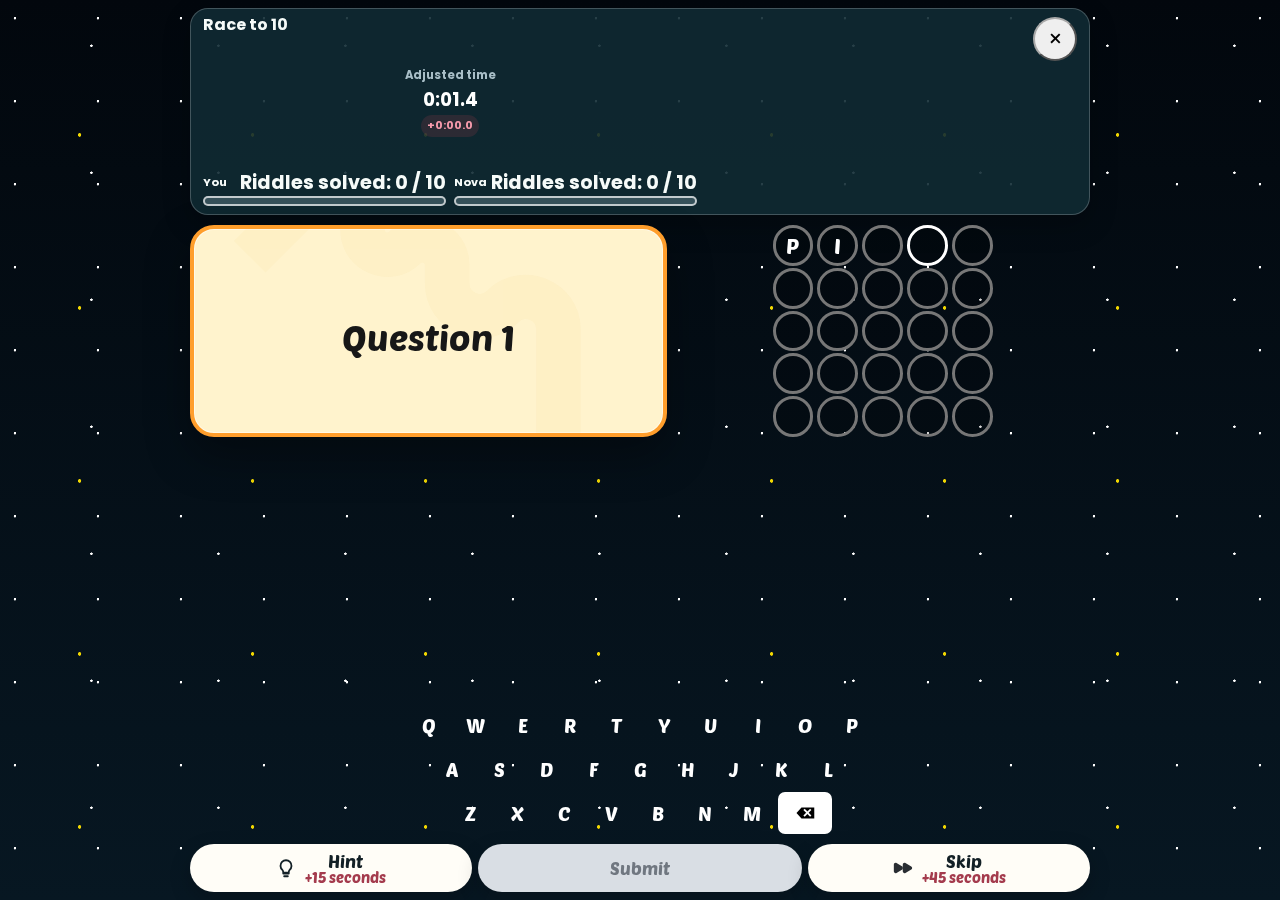 Race to 10
×
Adjusted time
0:01.4
+0:00.0
You Riddles solved: 0 / 10 Nova Riddles solved: 0 / 10
Question 1
P I
Q W E R T Y U I O P
A S D F G H J K L
Z X C V B N M
Hint
+15 seconds
Submit
Skip
+45 seconds